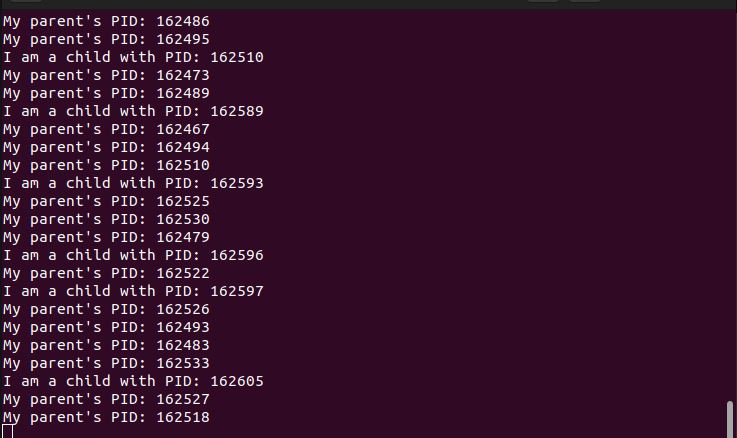 My parent's PID: 162486
My parent's PID: 162495
I am a child with PID: 162510
My parent's PID: 162473
My parent's PID: 162489
I am a child with PID: 162589
My parent's PID: 162467
My parent's PID: 162494
My parent's PID: 162510
I am a child with PID: 162593
My parent's PID: 162525
My parent's PID: 162530
My parent's PID: 162479
I am a child with PID: 162596
My parent's PID: 162522
I am a child with PID: 162597
My parent's PID: 162526
My parent's PID: 162493
My parent's PID: 162483
My parent's PID: 162533
I am a child with PID: 162605
My parent's PID: 162527
My parent's PID: 162518